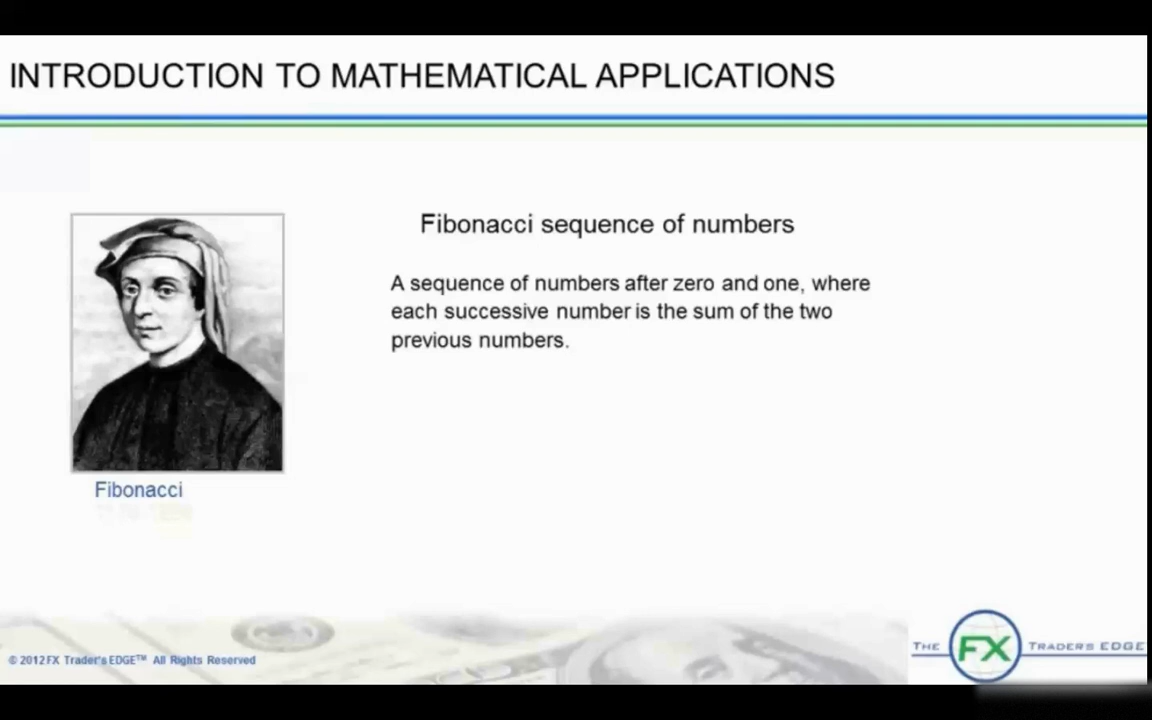 INTRODUCTION TO MATHEMATICAL APPLICATIONS
Fibonacci sequence of numbers
A sequence of numbers after zero and one, where
each successive number is the sum of the two
previous numbers.
Fibonacci
© 2012 FX Trader's EDGE™ All Rights Reserved
THE FX TRADERS EDGE